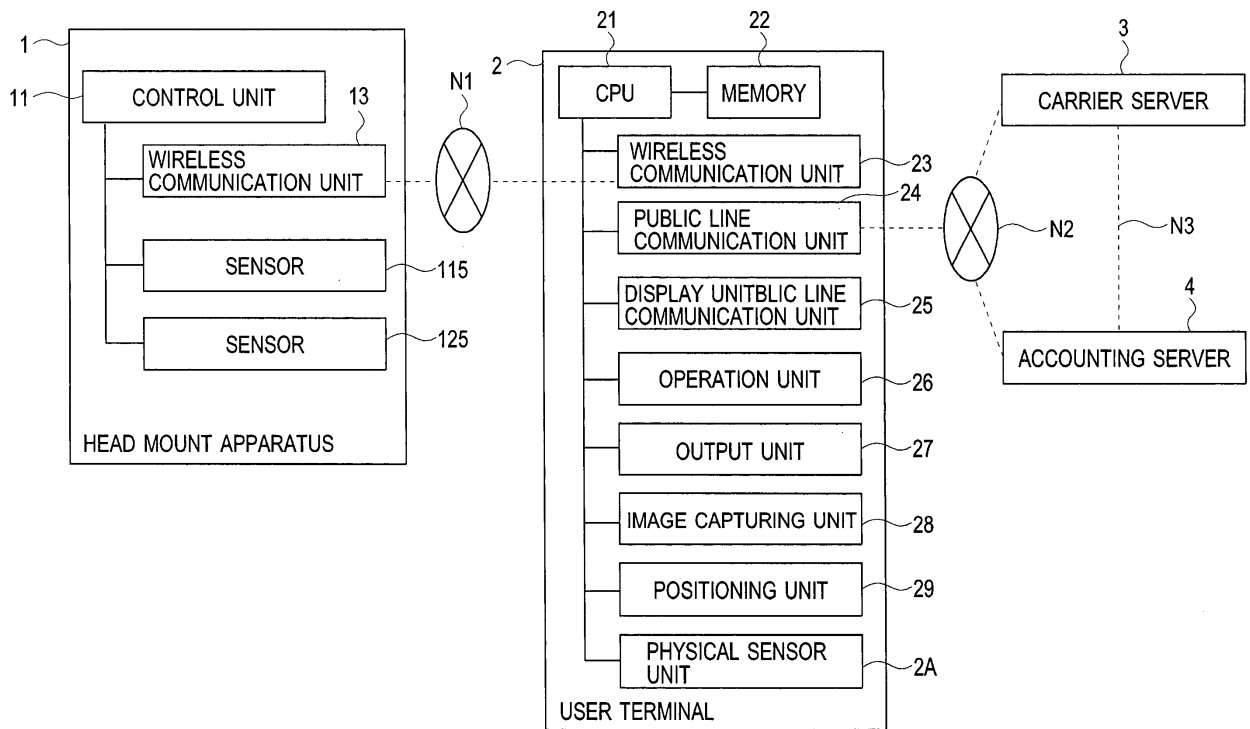 1
11
CONTROL UNIT
13
WIRELESS
COMMUNICATION UNIT
SENSOR
115
SENSOR
125
HEAD MOUNT APPARATUS
N1
2
21
22
CPU
MEMORY
WIRELESS
COMMUNICATION UNIT
23
24
PUBLIC LINE
COMMUNICATION UNIT
DISPLAY UNITBLIC LINE
COMMUNICATION UNIT
25
OPERATION UNIT
26
OUTPUT UNIT
27
IMAGE CAPTURING UNIT
28
POSITIONING UNIT
29
PHYSICAL SENSOR
UNIT
2A
USER TERMINAL
3
CARRIER SERVER
N2
N3
4
ACCOUNTING SERVER